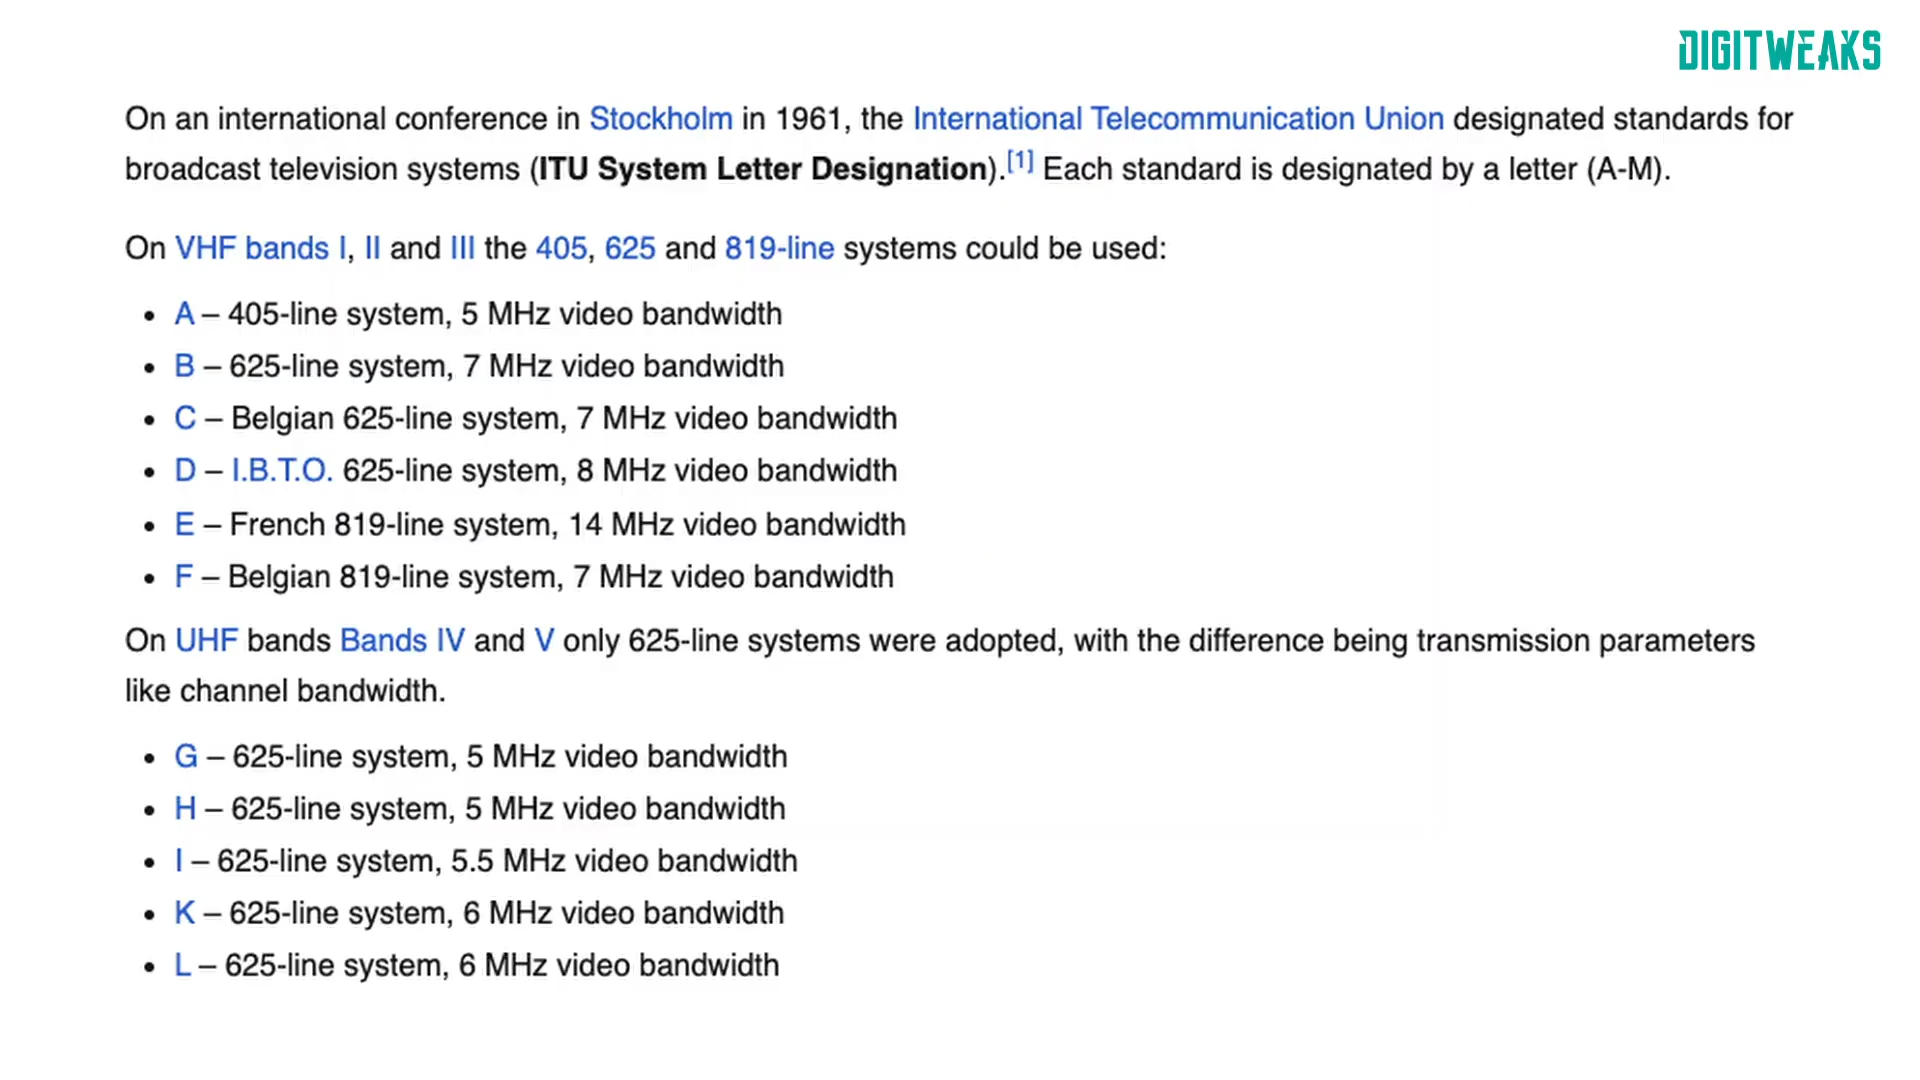 DIGITWEAKS
On an international conference in Stockholm in 1961, the International Telecommunication Union designated standards for
broadcast television systems (ITU System Letter Designation).[1] Each standard is designated by a letter (A-M).
On VHF bands I, II and III the 405, 625 and 819-line systems could be used:
• A – 405-line system, 5 MHz video bandwidth
• B – 625-line system, 7 MHz video bandwidth
• C – Belgian 625-line system, 7 MHz video bandwidth
• D – I.B.T.O. 625-line system, 8 MHz video bandwidth
• E – French 819-line system, 14 MHz video bandwidth
• F – Belgian 819-line system, 7 MHz video bandwidth
On UHF bands Bands IV and V only 625-line systems were adopted, with the difference being transmission parameters
like channel bandwidth.
• G – 625-line system, 5 MHz video bandwidth
• H – 625-line system, 5 MHz video bandwidth
• I – 625-line system, 5.5 MHz video bandwidth
• K – 625-line system, 6 MHz video bandwidth
• L – 625-line system, 6 MHz video bandwidth